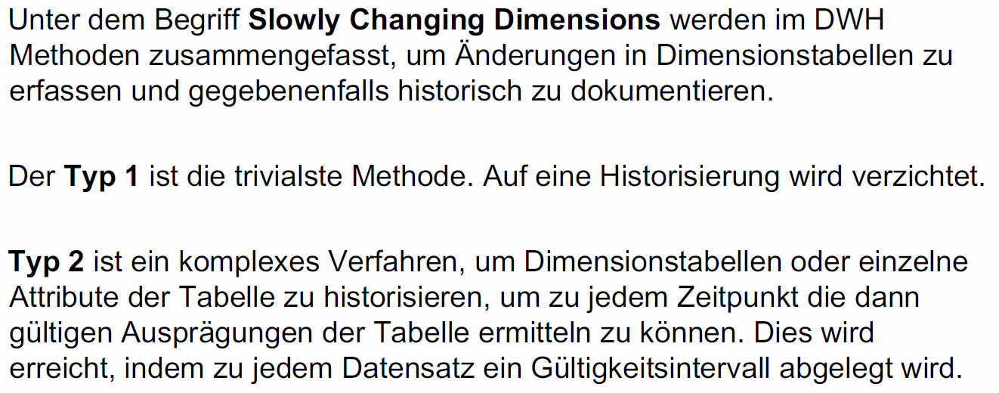 Unter dem Begriff Slowly Changing Dimensions werden im DWH
Methoden zusammengefasst, um Änderungen in Dimensionstabellen zu
erfassen und gegebenenfalls historisch zu dokumentieren.
Der Typ 1 ist die trivialste Methode. Auf eine Historisierung wird verzichtet.
Typ 2 ist ein komplexes Verfahren, um Dimensionstabellen oder einzelne
Attribute der Tabelle zu historisieren, um zu jedem Zeitpunkt die dann
gültigen Ausprägungen der Tabelle ermitteln zu können. Dies wird
erreicht, indem zu jedem Datensatz ein Gültigkeitsintervall abgelegt wird.